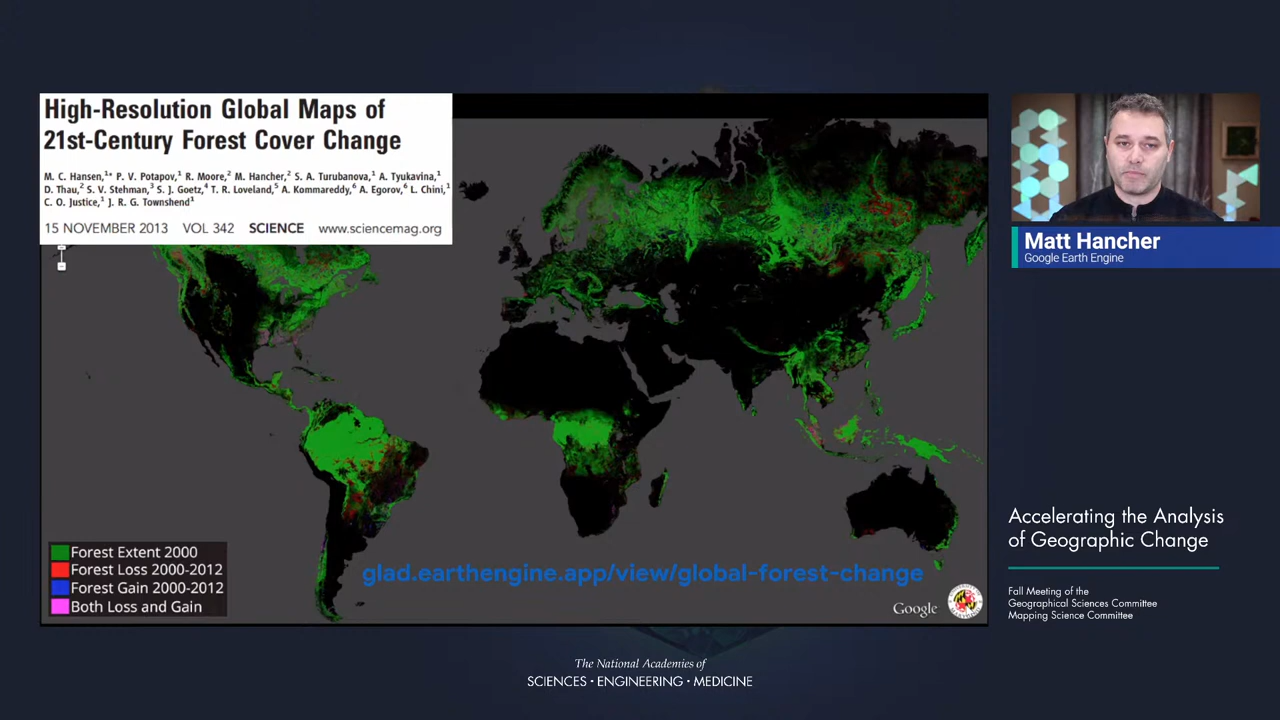 High-Resolution Global Maps of
21st-Century Forest Cover Change
M. C. Hansen,¹* P. V. Potapov,¹ R. Moore,² M. Hancher,² S. A. Turubanova,¹ A. Tyukavina,¹
D. Thau,² S. V. Stehman,³ S. J. Goetz,⁴ T. R. Loveland,⁵ A. Kommareddy,⁶ A. Egorov,⁶ L. Chini,¹
C. O. Justice,¹ J. R. G. Townshend¹
15 NOVEMBER 2013 VOL 342 SCIENCE www.sciencemag.org
Forest Extent 2000
Forest Loss 2000-2012
Forest Gain 2000-2012
Both Loss and Gain
glad.earthengine.app/view/global-forest-change
Google
Matt Hancher
Google Earth Engine
Accelerating the Analysis
of Geographic Change
Fall Meeting of the
Geographical Sciences Committee
Mapping Science Committee
The National Academies of
SCIENCES · ENGINEERING · MEDICINE